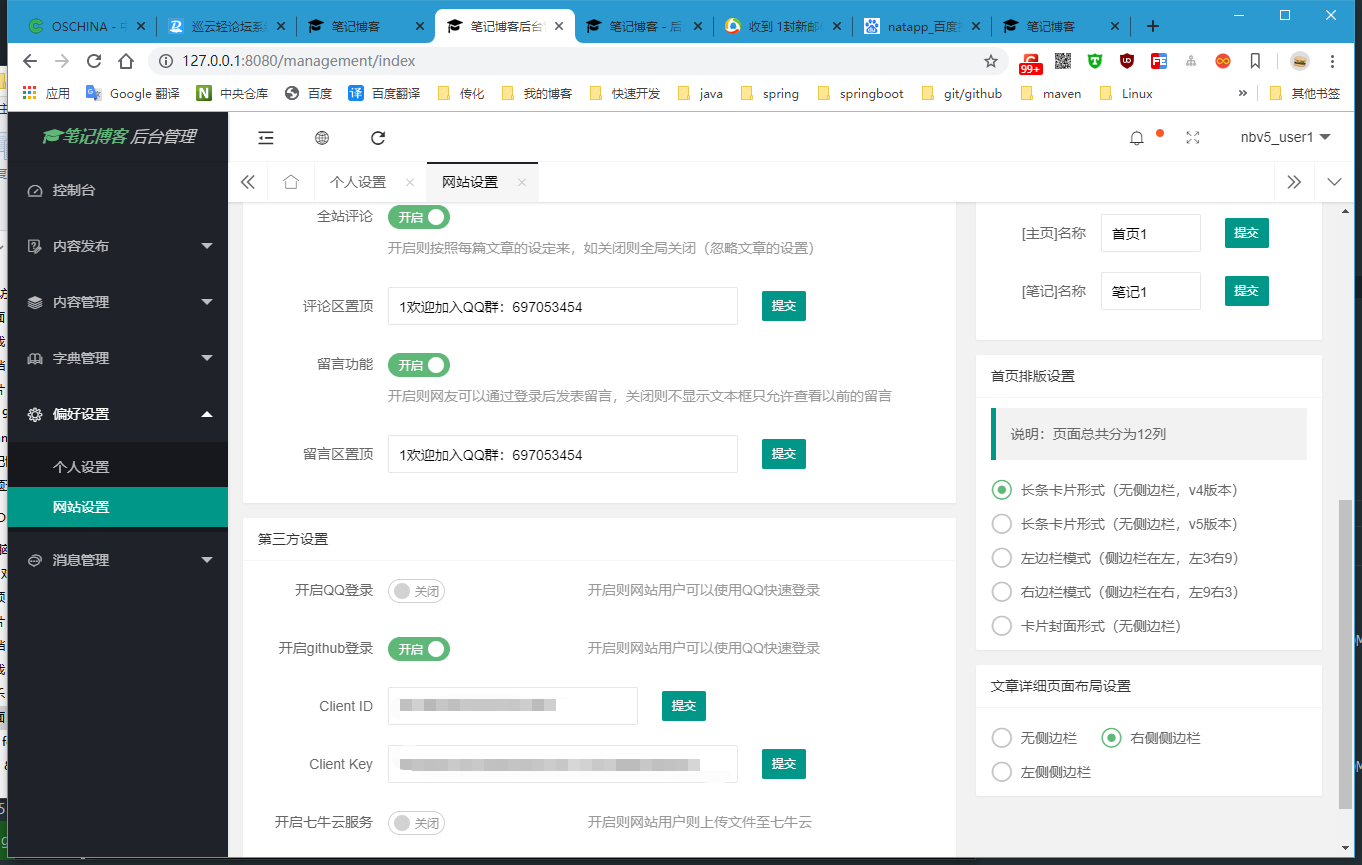 OSCHINA - 中
巡云轻论坛系统
笔记博客
笔记博客后台管
笔记博客 - 后
收到 1封新邮件
natapp_百度搜
笔记博客
127.0.0.1:8080/management/index
99+
应用
Google 翻译
中央仓库
百度
译
百度翻译
传化
我的博客
快速开发
java
spring
springboot
git/github
maven
Linux
»
其他书签
笔记博客 后台管理
nbv5_user1
个人设置
网站设置
控制台
内容发布
内容管理
字典管理
偏好设置
个人设置
网站设置
消息管理
全站评论
开启
开启则按照每篇文章的设定来，如关闭则全局关闭（忽略文章的设置）
评论区置顶
1欢迎加入QQ群：697053454
提交
留言功能
开启
开启则网友可以通过登录后发表留言，关闭则不显示文本框只允许查看以前的留言
留言区置顶
1欢迎加入QQ群：697053454
提交
第三方设置
开启QQ登录
关闭
开启则网站用户可以使用QQ快速登录
开启github登录
开启
开启则网站用户可以使用QQ快速登录
Client ID
提交
Client Key
提交
开启七牛云服务
关闭
开启则网站用户则上传文件至七牛云
[主页]名称
首页1
提交
[笔记]名称
笔记1
提交
首页排版设置
说明：页面总共分为12列
长条卡片形式（无侧边栏，v4版本）
长条卡片形式（无侧边栏，v5版本）
左边栏模式（侧边栏在左，左3右9）
右边栏模式（侧边栏在右，左9右3）
卡片封面形式（无侧边栏）
文章详细页面布局设置
无侧边栏
右侧侧边栏
左侧侧边栏